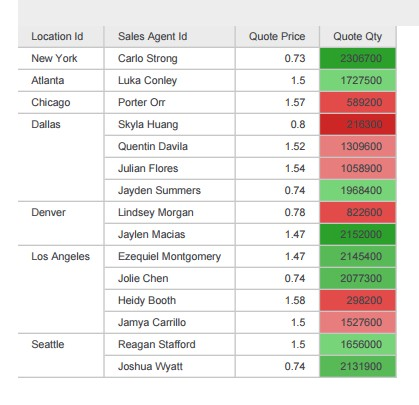 Location Id Sales Agent Id Quote Price Quote Qty
New York Carlo Strong 0.73 2306700
Atlanta Luka Conley 1.5 1727500
Chicago Porter Orr 1.57 589200
Dallas Skyla Huang 0.8 216300
Quentin Davila 1.52 1309600
Julian Flores 1.54 1058900
Jayden Summers 0.74 1968400
Denver Lindsey Morgan 0.78 822600
Jaylen Macias 1.47 2152000
Los Angeles Ezequiel Montgomery 1.47 2145400
Jolie Chen 0.74 2077300
Heidy Booth 1.58 298200
Jamya Carrillo 1.5 1527600
Seattle Reagan Stafford 1.5 1656000
Joshua Wyatt 0.74 2131900